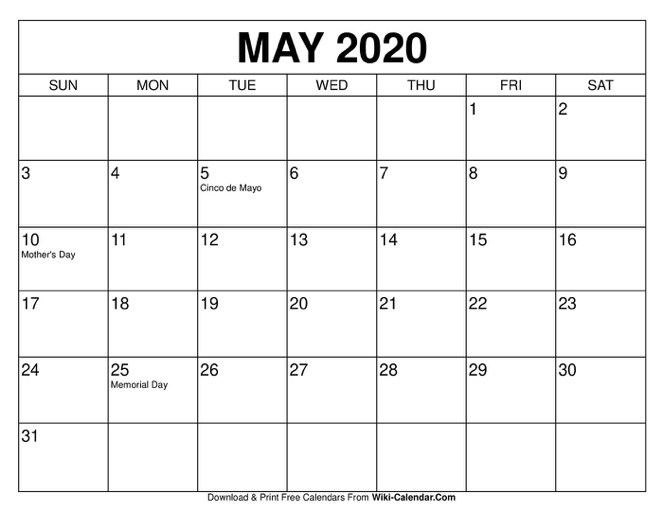 MAY 2020
SUN MON TUE WED THU FRI SAT
1 2
3 4 5 6 7 8 9
Cinco de Mayo
10 11 12 13 14 15 16
Mother's Day
17 18 19 20 21 22 23
24 25 26 27 28 29 30
Memorial Day
31
Download & Print Free Calendars From Wiki-Calendar.Com